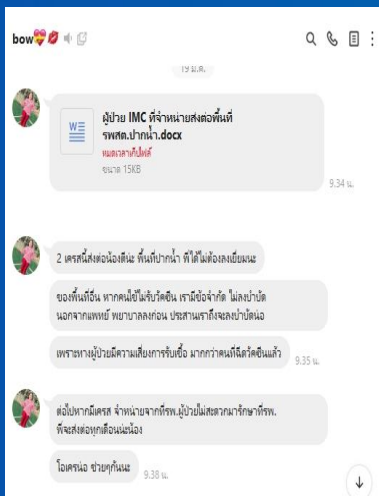 bow
19 ม.ค.
ผู้ป่วย IMC ที่จำหน่ายส่งต่อพื้นที่
รพสต.ปากน้ำ.docx
หมดเวลาเก็บไฟล์
ขนาด 15KB
9.34 น.
2 เครสนี้ส่งต่อน้องดีน่ะ พื้นที่ปากน้ำ พี่ได้ไม่ต้องลงเยี่ยมนะ
ของพื้นที่อื่น หากคนไข้ไม่รับวัคซีน เรามีข้อจำกัด ไม่ลงบำบัด
นอกจากแพทย์ พยาบาลลงก่อน ประสานเราถึงจะลงบำบัดน่อ
เพราะทางผู้ป่วยมีความเสี่ยงการรับเชื้อ มากกว่าคนที่ฉีดวัคซีนแล้ว
9.35 น.
ต่อไปหากมีเครส จำหน่ายจากที่รพ.ผู้ป่วยไม่สะดวกมารักษาที่รพ.
พี่จะส่งต่อทุกเดือนน่ะน้อง
โอเครน่อ ช่วยๆกันนะ
9.38 น.